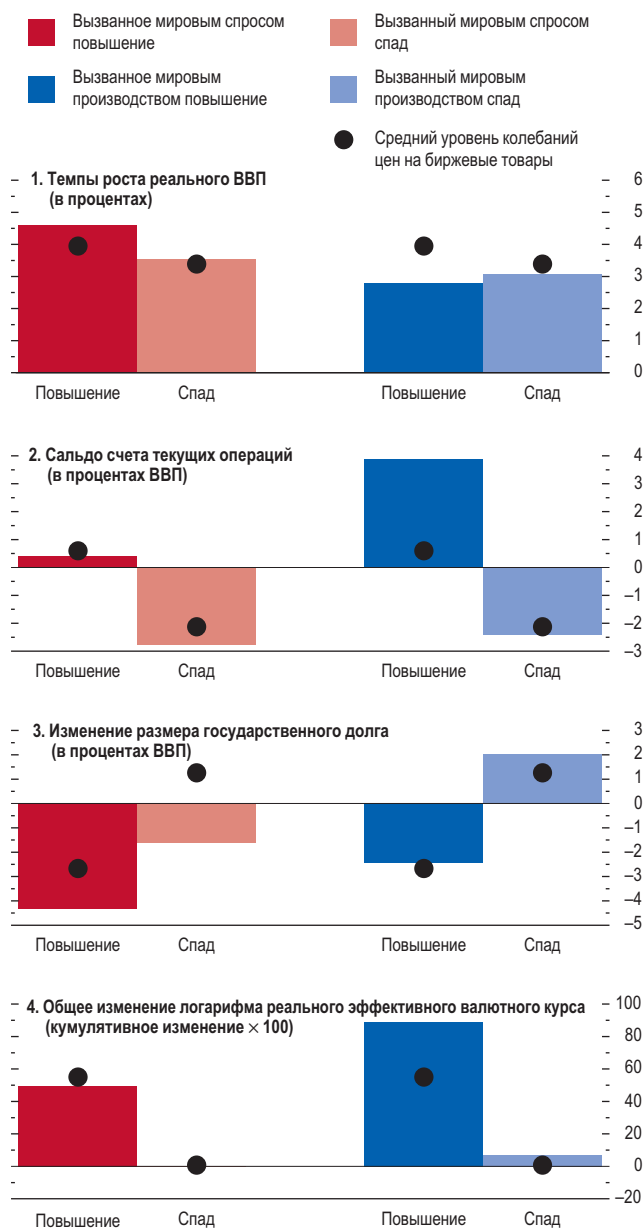 Вызванное мировым спросом
повышение
Вызванный мировым спросом
спад
Вызванное мировым
производством повышение
Вызванный мировым
производством спад
Средний уровень колебаний
цен на биржевые товары
1. Темпы роста реального ВВП
(в процентах)
6
5
4
3
2
1
0
Повышение Спад Повышение Спад
2. Сальдо счета текущих операций
(в процентах ВВП)
4
3
2
1
0
–1
–2
–3
Повышение Спад Повышение Спад
3. Изменение размера государственного долга
(в процентах ВВП)
3
2
1
0
–1
–2
–3
–4
–5
Повышение Спад Повышение Спад
4. Общее изменение логарифма реального эффективного валютного курса
(кумулятивное изменение × 100)
100
80
60
40
20
0
–20
Повышение Спад Повышение Спад